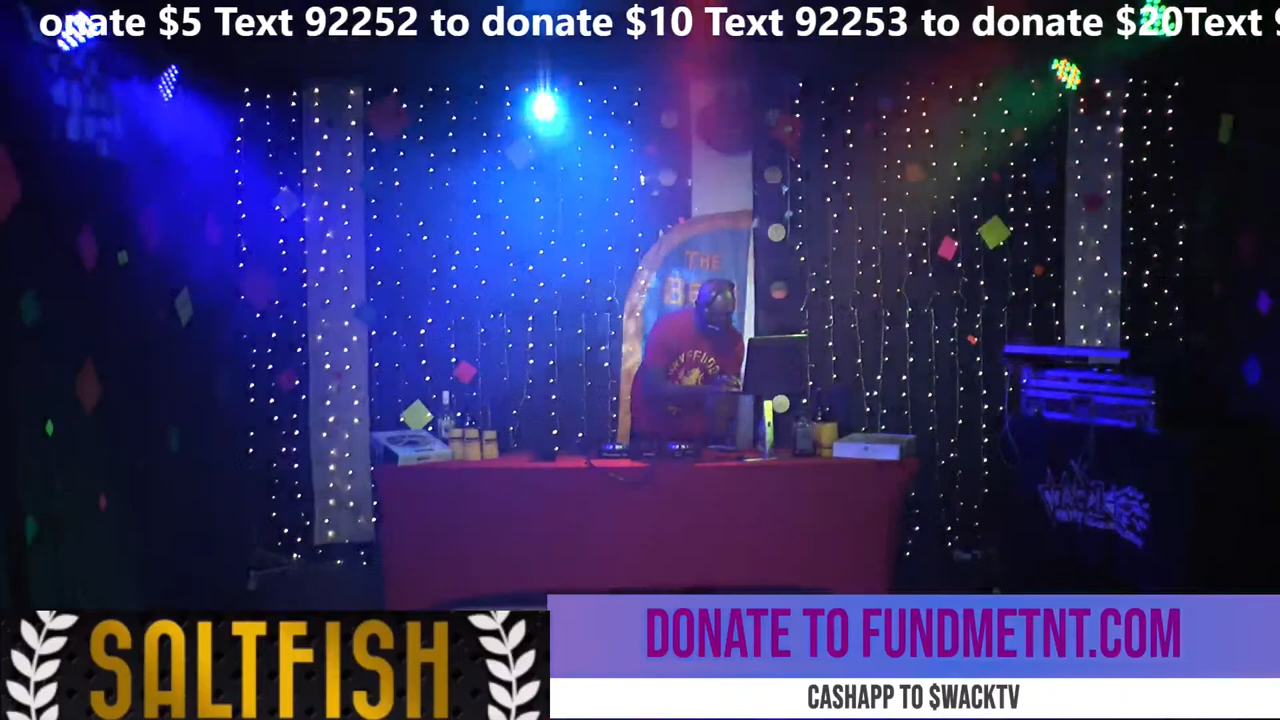 onate $5 Text 92252 to donate $10 Text 92253 to donate $20Text
THE
SALTFISH
DONATE TO FUNDMETNT.COM
CASHAPP TO $WACKTV